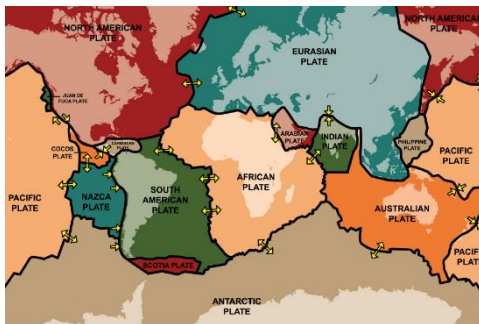 NORTH AMERICAN
PLATE
EURASIAN
PLATE
NORTH AMERICAN
PLATE
JUAN DE
FUCA PLATE
CARIBBEAN
PLATE
COCOS
PLATE
PACIFIC
PLATE
NAZCA
PLATE
SOUTH
AMERICAN
PLATE
AFRICAN
PLATE
ARABIAN
PLATE
INDIAN
PLATE
PHILIPPINE
PLATE
PACIFIC
PLATE
AUSTRALIAN
PLATE
SCOTIA PLATE
PACIFIC
PLATE
ANTARCTIC
PLATE